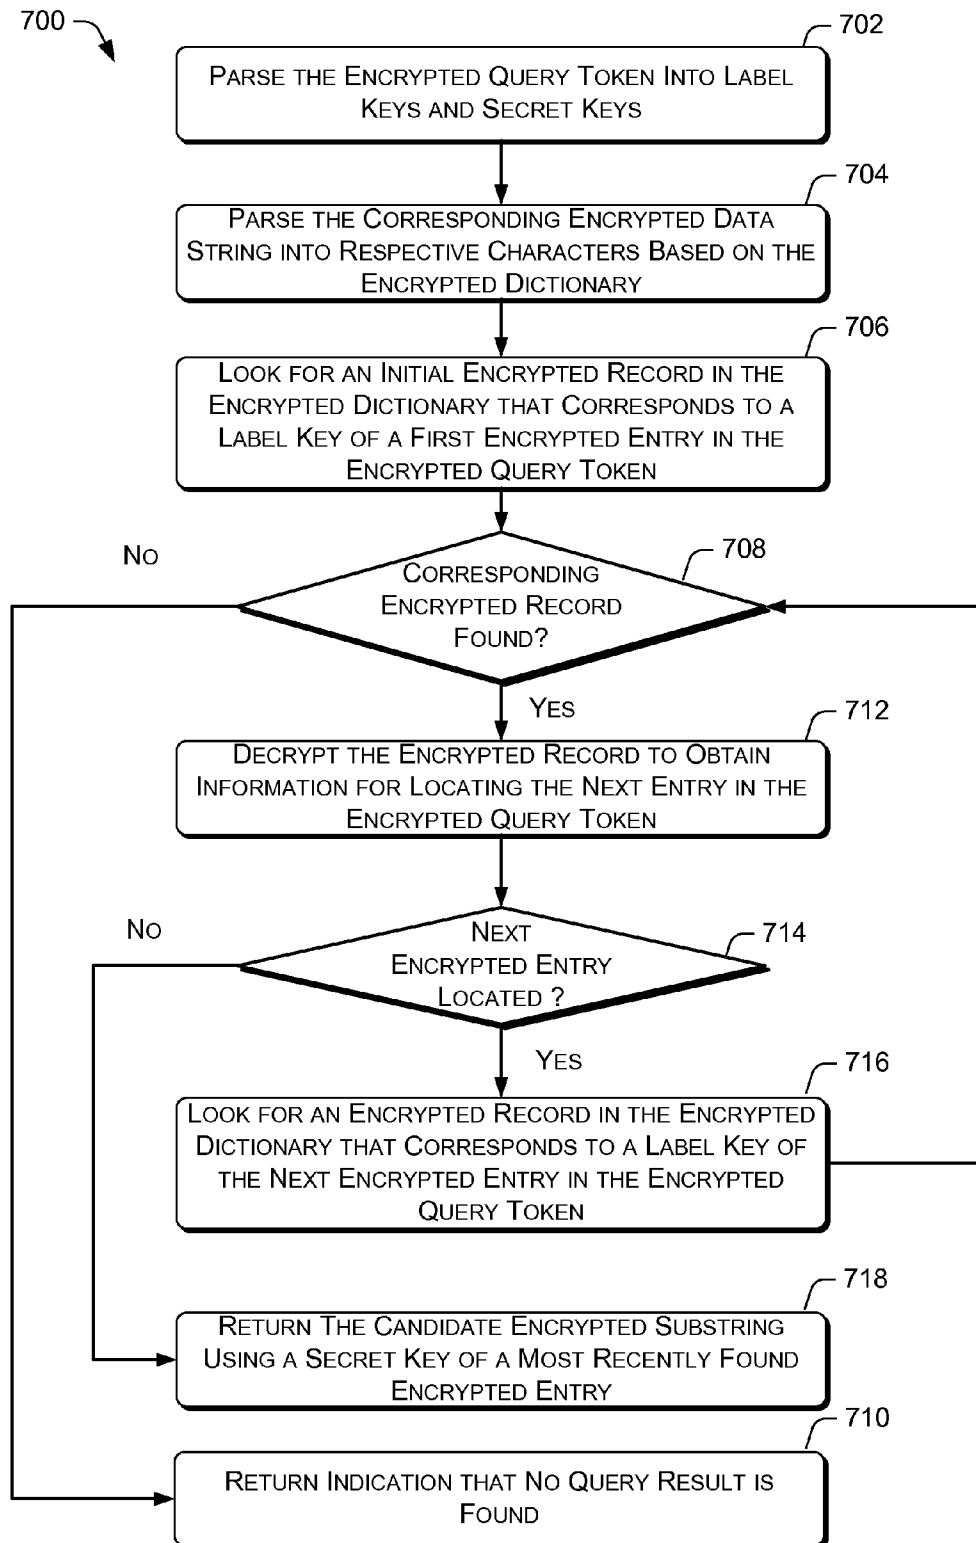 700
702
PARSE THE ENCRYPTED QUERY TOKEN INTO LABEL
KEYS AND SECRET KEYS
704
PARSE THE CORRESPONDING ENCRYPTED DATA
STRING INTO RESPECTIVE CHARACTERS BASED ON THE
ENCRYPTED DICTIONARY
706
LOOK FOR AN INITIAL ENCRYPTED RECORD IN THE
ENCRYPTED DICTIONARY THAT CORRESPONDS TO A
LABEL KEY OF A FIRST ENCRYPTED ENTRY IN THE
ENCRYPTED QUERY TOKEN
NO
708
CORRESPONDING
ENCRYPTED RECORD
FOUND?
YES
712
DECRYPT THE ENCRYPTED RECORD TO OBTAIN
INFORMATION FOR LOCATING THE NEXT ENTRY IN THE
ENCRYPTED QUERY TOKEN
NO
714
NEXT
ENCRYPTED ENTRY
LOCATED ?
YES
716
LOOK FOR AN ENCRYPTED RECORD IN THE ENCRYPTED
DICTIONARY THAT CORRESPONDS TO A LABEL KEY OF
THE NEXT ENCRYPTED ENTRY IN THE ENCRYPTED
QUERY TOKEN
718
RETURN THE CANDIDATE ENCRYPTED SUBSTRING
USING A SECRET KEY OF A MOST RECENTLY FOUND
ENCRYPTED ENTRY
710
RETURN INDICATION THAT NO QUERY RESULT IS
FOUND